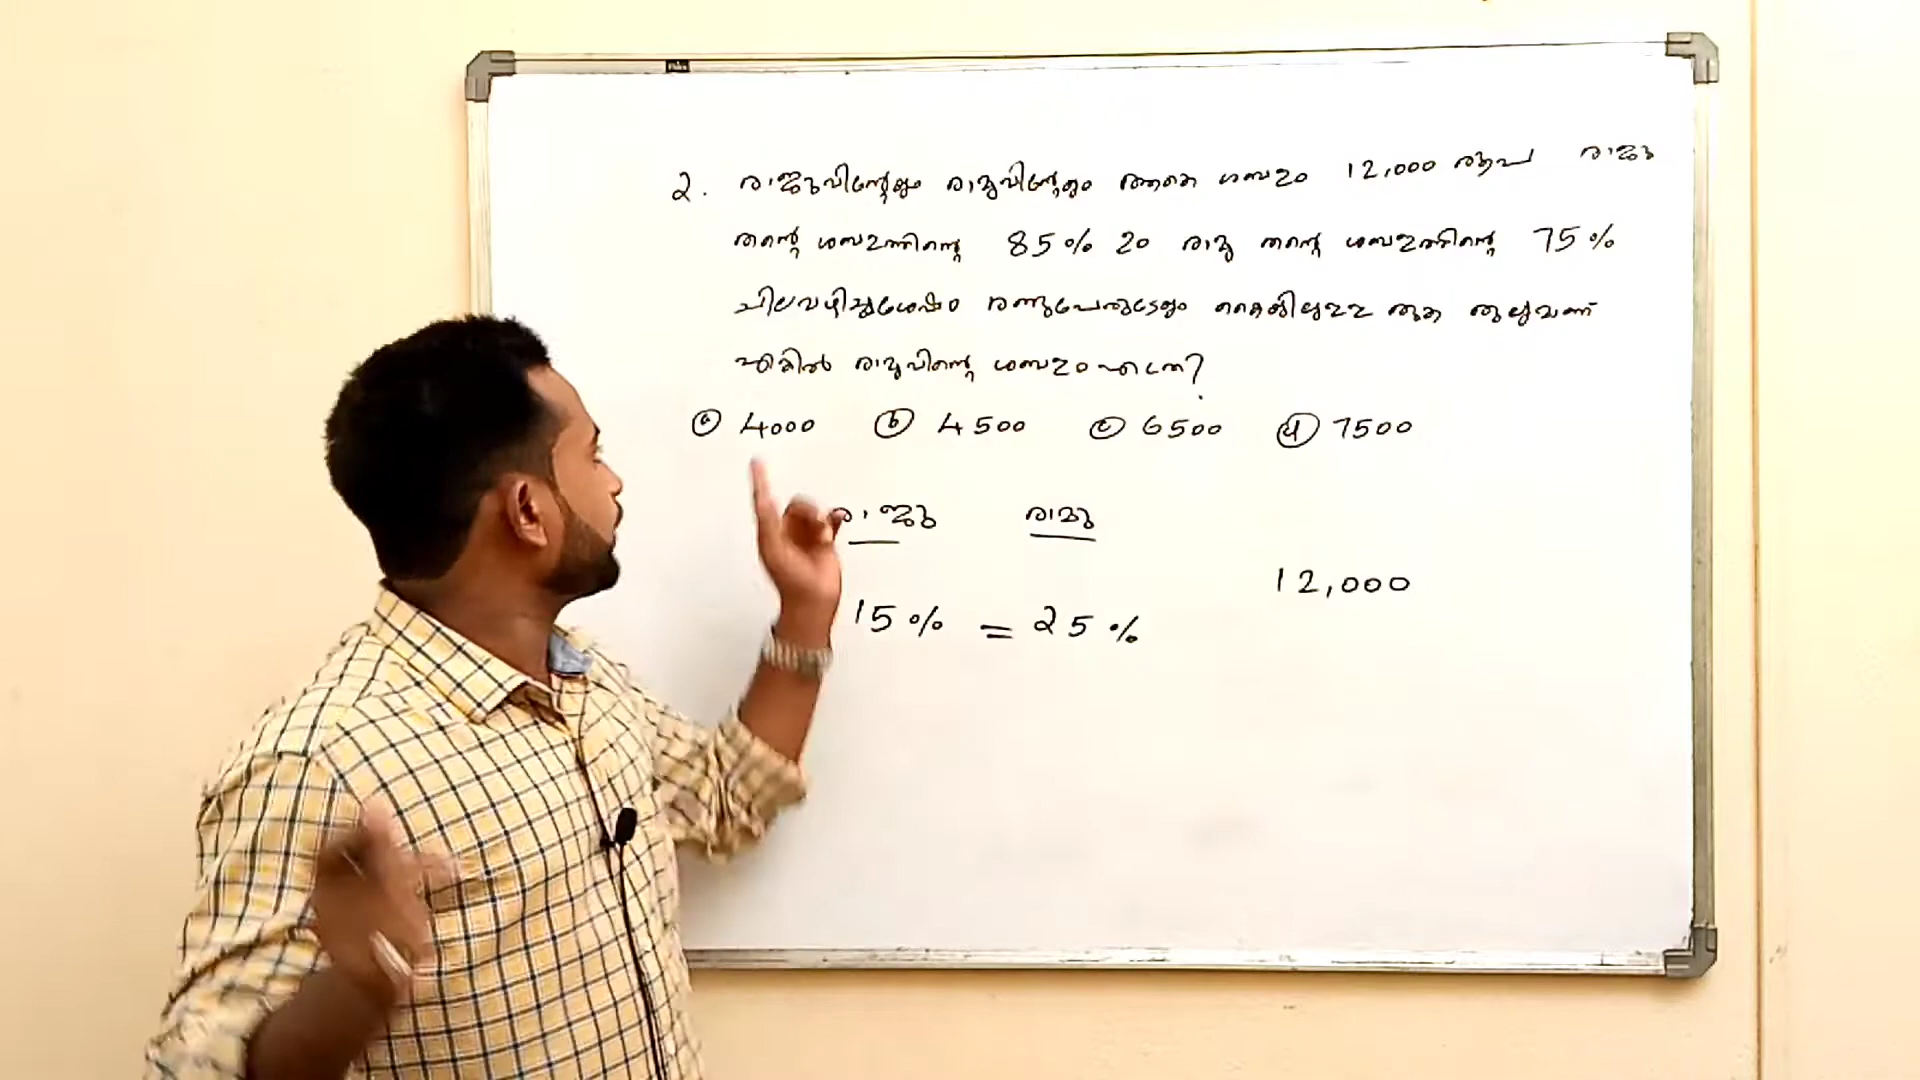 2. രാജുവിന്റേയും രാമുവിന്റേയും ആകെ ശമ്പളം 12,000 രൂപ രാജു
തന്റെ ശമ്പളത്തിന്റെ 85% ഉം രാമു തന്റെ ശമ്പളത്തിന്റെ 75%
ചിലവഴിച്ചശേഷം രണ്ടുപേരുടേയും കൈയിലുള്ള തുക തുല്യമാണ്
എങ്കിൽ രാമുവിന്റെ ശമ്പളം എത്ര?
ⓐ 4000 ⓑ 4500 ⓒ 6500 ⓓ 7500
രാജു രാമു
12,000
15% = 25%